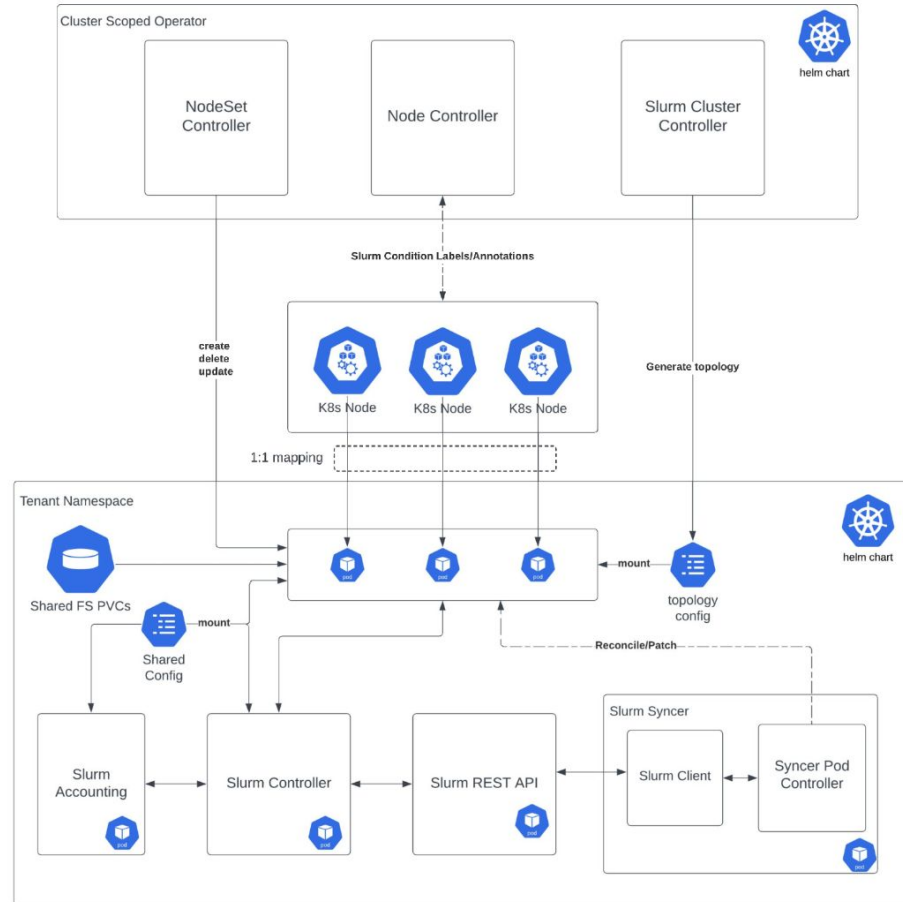 Cluster Scoped Operator
helm chart
NodeSet
Controller
Node Controller
Slurm Cluster
Controller
Slurm Condition Labels/Annotations
create
delete
update
K8s Node
K8s Node
K8s Node
Generate topology
1:1 mapping
Tenant Namespace
helm chart
Shared FS PVCs
pod
pod
pod
mount
topology
config
mount
Shared
Config
Reconcile/Patch
Slurm
Accounting
pod
Slurm Controller
pod
Slurm REST API
pod
Slurm Syncer
Slurm Client
Syncer Pod
Controller
pod